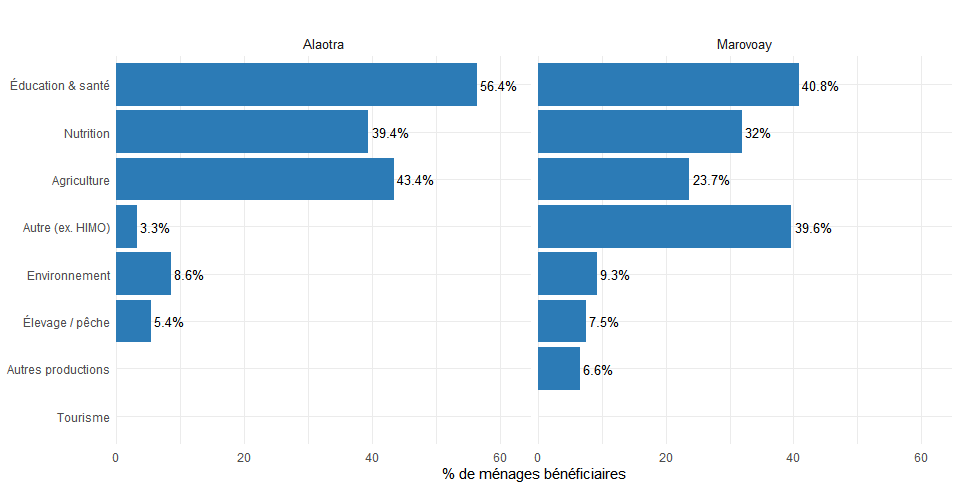 Alaotra
Marovoay
Éducation & santé
56.4%
40.8%
Nutrition
39.4%
32%
Agriculture
43.4%
23.7%
Autre (ex. HIMO)
3.3%
39.6%
Environnement
8.6%
9.3%
Élevage / pêche
5.4%
7.5%
Autres productions
6.6%
Tourisme
0 20 40 60
0 20 40 60
% de ménages bénéficiaires